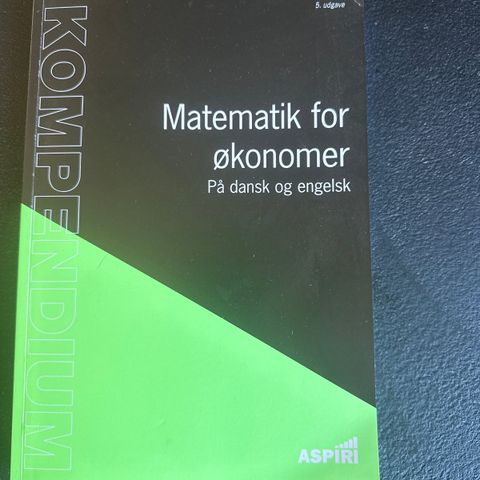 5. udgave
KOMPENDIUM
Matematik for
økonomer
På dansk og engelsk
ASPIRI